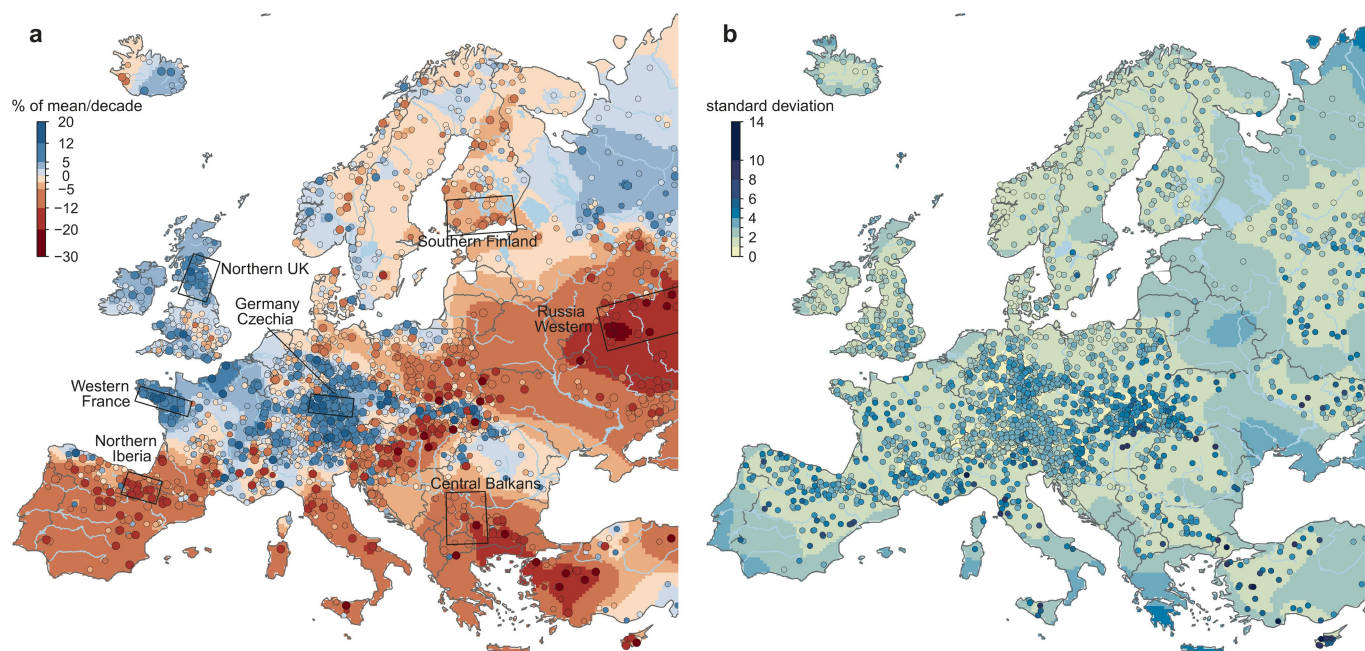 a
% of mean/decade
20
12
5
0
−5
−12
−20
−30
Southern Finland
Northern UK
Germany
Czechia
Russia
Western
Western
France
Northern
Iberia
Central Balkans
b
standard deviation
14
10
8
6
4
2
0